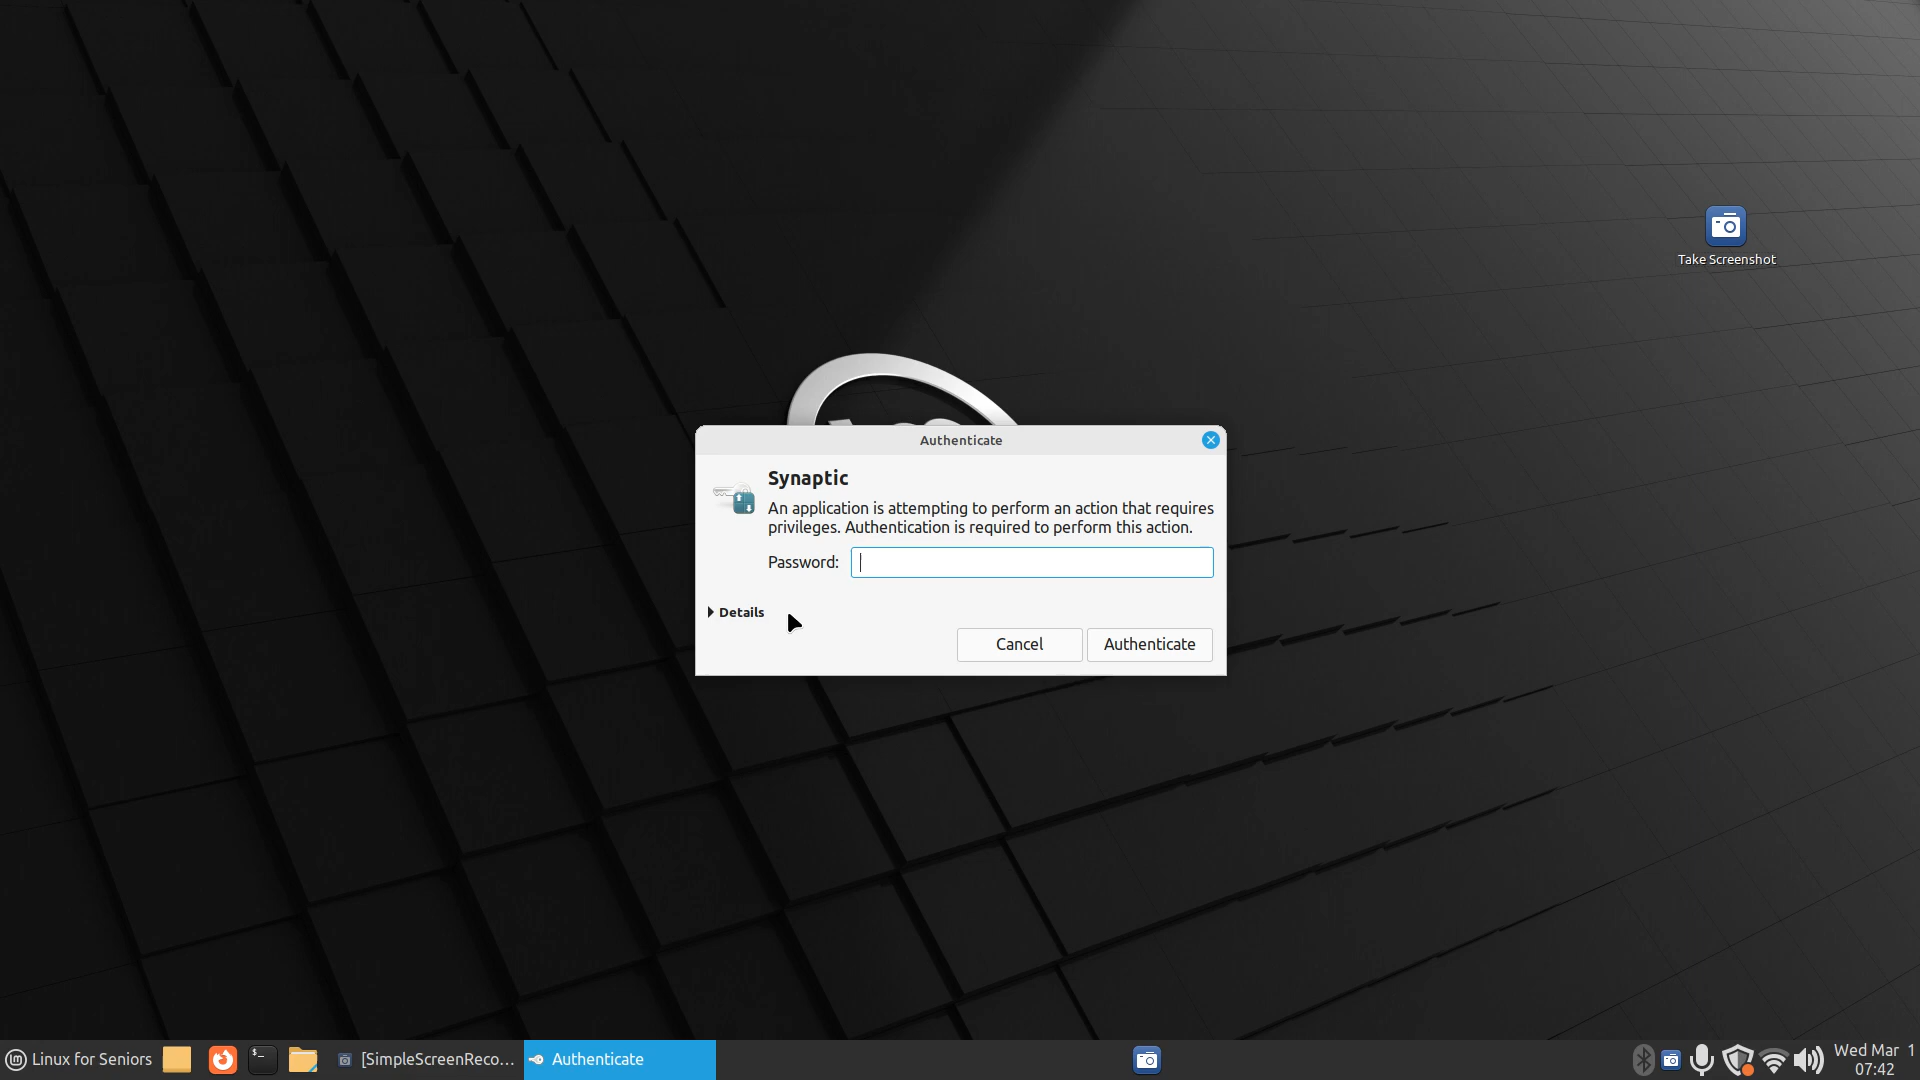 Take Screenshot
Authenticate
Synaptic
An application is attempting to perform an action that requires
privileges. Authentication is required to perform this action.
Password:
Details
Cancel
Authenticate
Linux for Seniors
[SimpleScreenReco...
Authenticate
Wed Mar 1
07:42